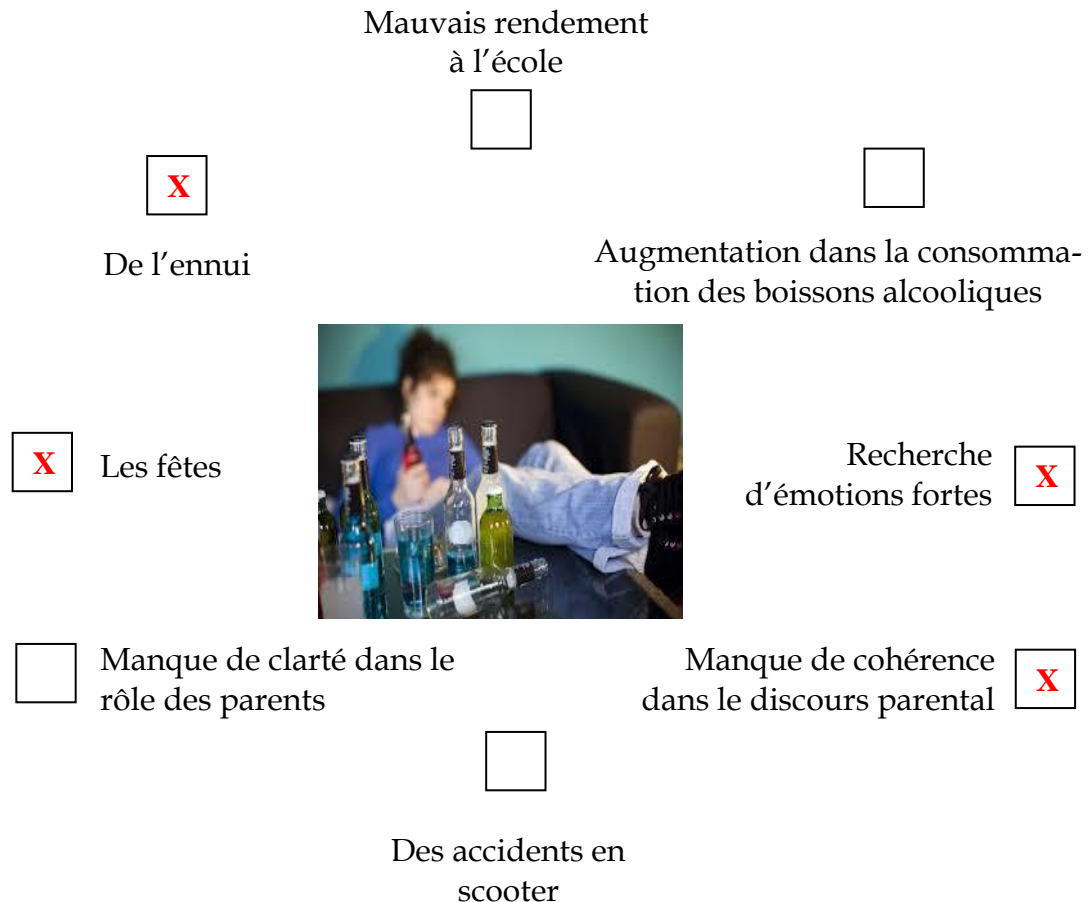 Mauvais rendement
à l’école
X
De l’ennui
Augmentation dans la consomma-
tion des boissons alcooliques
X
Les fêtes
Recherche
d’émotions fortes
X
Manque de clarté dans le
rôle des parents
Manque de cohérence
dans le discours parental
X
Des accidents en
scooter